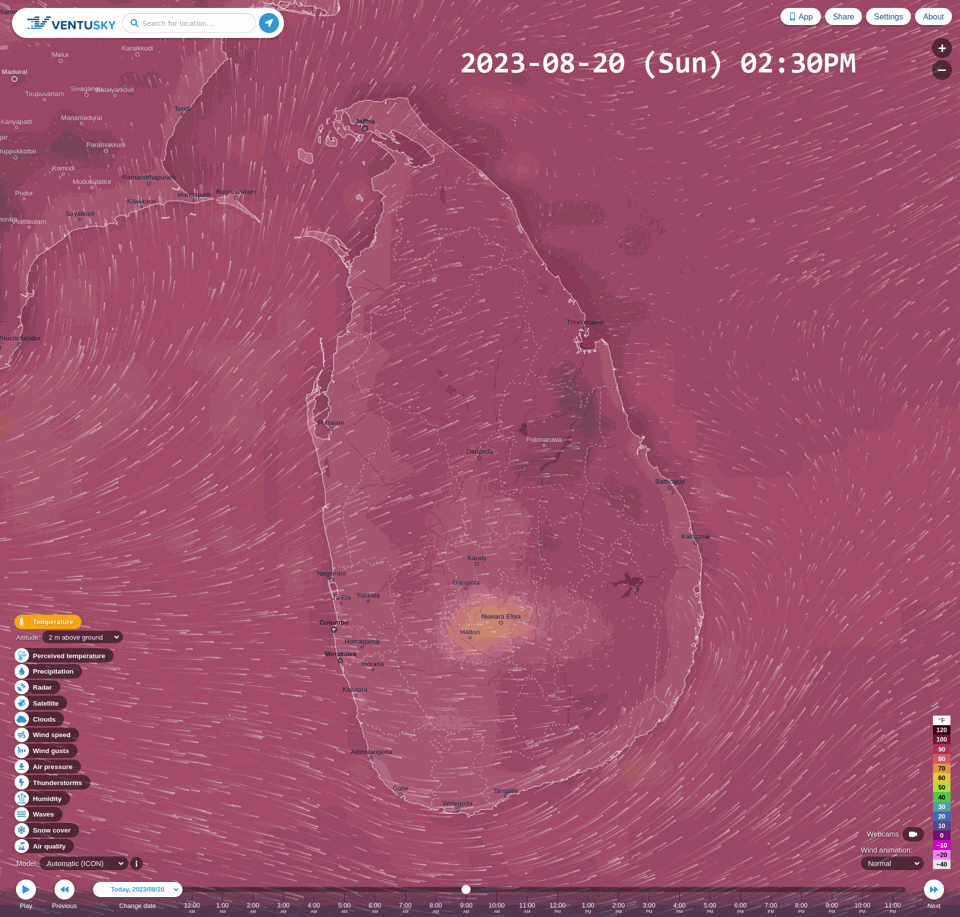 VENTUSKY
Search for location...
App
Share
Settings
About
2023-08-20 (Sun) 02:30PM
+
−
Melur
Karaikkudi
Madurai
Tirupuvanam
Tondi
Jaffna
Kariyapatti
Manamadurai
Paramakkudi
ruppukkottai
Kamudi
Mudukulattur
Ramanathapuram
Pudur
Mandapam
Rameswaram
Kilakkarai
Sayalkudi
Trincomalee
Puttalam
Polonnaruwa
Dambulla
Batticaloa
Kalmunai
Kandy
Negombo
Gampola
Ja-Ela
Yakkala
Nuwara Eliya
Colombo
Hatton
Homagama
Moratuwa
Horana
Kalutara
Ambalangoda
Galle
Tangalle
Weligoda
Temperature
Altitude:
2 m above ground
Perceived temperature
Precipitation
Radar
Satellite
Clouds
Wind speed
Wind gusts
Air pressure
Thunderstorms
Humidity
Waves
Snow cover
Air quality
Model:
Automatic (ICON)
i
°F
120
100
90
80
70
60
50
40
30
20
10
0
−10
−20
−40
Webcams
Wind animation:
Normal
Play
Previous
Today, 2023/08/20
Change date
12:00 AM
1:00 AM
2:00 AM
3:00 AM
4:00 AM
5:00 AM
6:00 AM
7:00 AM
8:00 AM
9:00 AM
10:00 AM
11:00 AM
12:00 PM
1:00 PM
2:00 PM
3:00 PM
4:00 PM
5:00 PM
6:00 PM
7:00 PM
8:00 PM
9:00 PM
10:00 PM
11:00 PM
Next